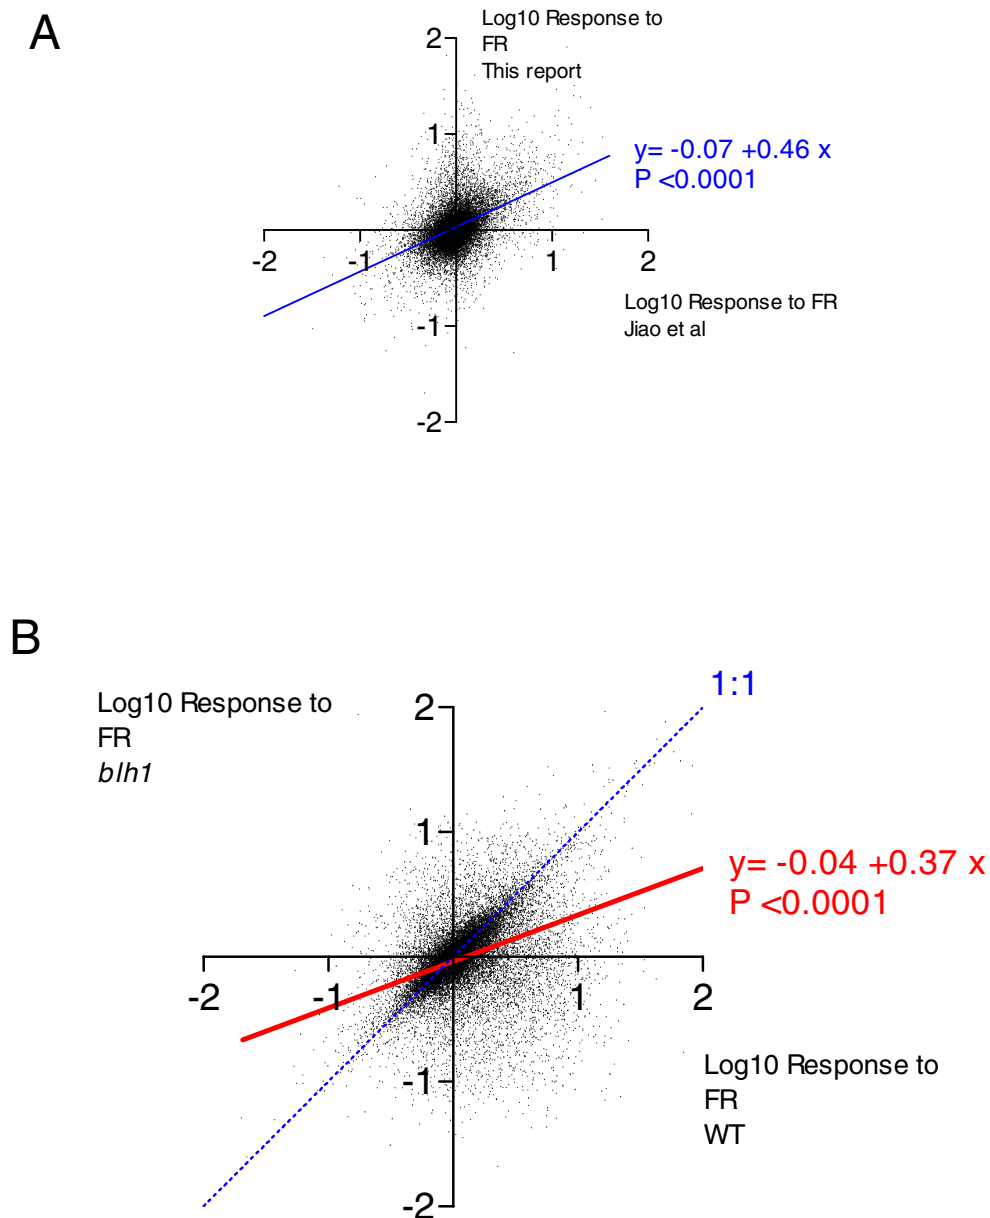 A
Log10 Response to
FR
This report
2
1
y= -0.07 +0.46 x
P <0.0001
-2
-1
1
2
Log10 Response to FR
Jiao et al
-1
-2
B
Log10 Response to
FR
blh1
1:1
2
1
y= -0.04 +0.37 x
P <0.0001
-2
-1
1
2
Log10 Response to
FR
WT
-1
-2